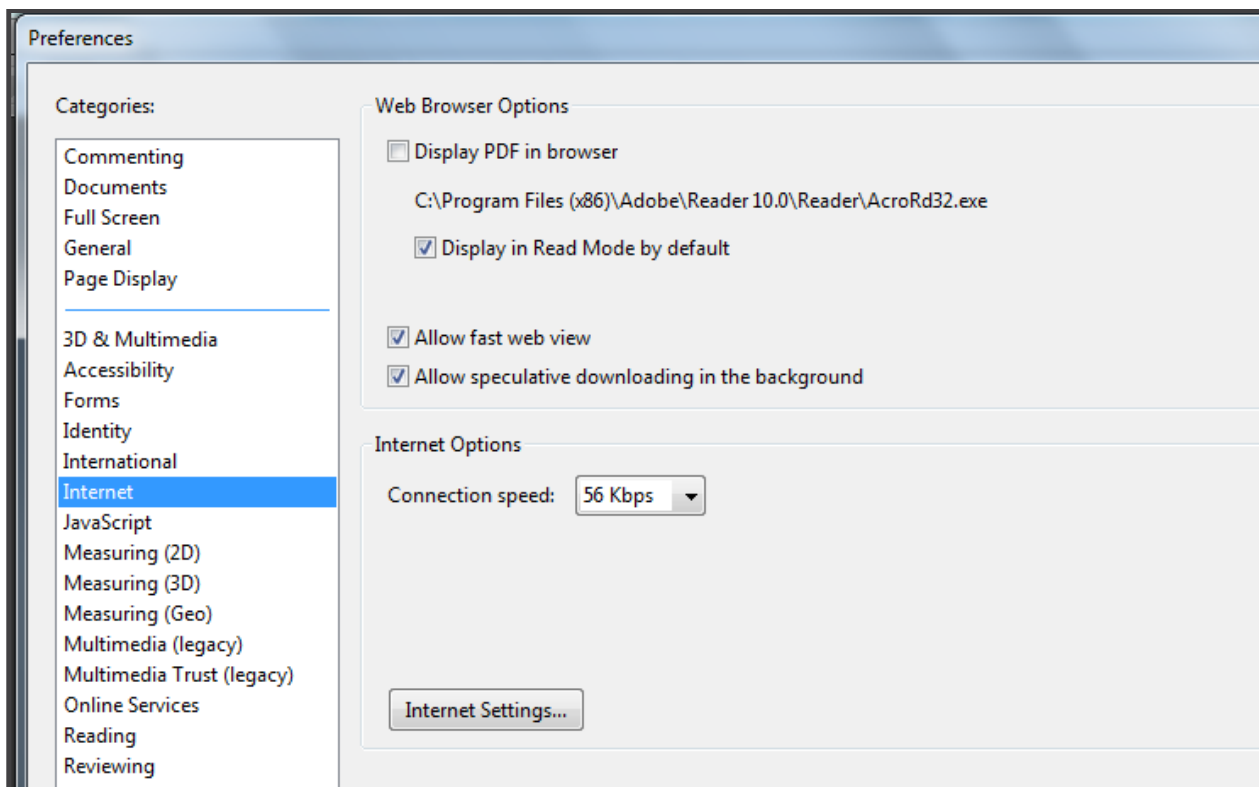 Preferences
Categories:
Commenting
Documents
Full Screen
General
Page Display
3D & Multimedia
Accessibility
Forms
Identity
International
Internet
JavaScript
Measuring (2D)
Measuring (3D)
Measuring (Geo)
Multimedia (legacy)
Multimedia Trust (legacy)
Online Services
Reading
Reviewing
Web Browser Options
Display PDF in browser
C:\Program Files (x86)\Adobe\Reader 10.0\Reader\AcroRd32.exe
Display in Read Mode by default
Allow fast web view
Allow speculative downloading in the background
Internet Options
Connection speed: 56 Kbps
Internet Settings...